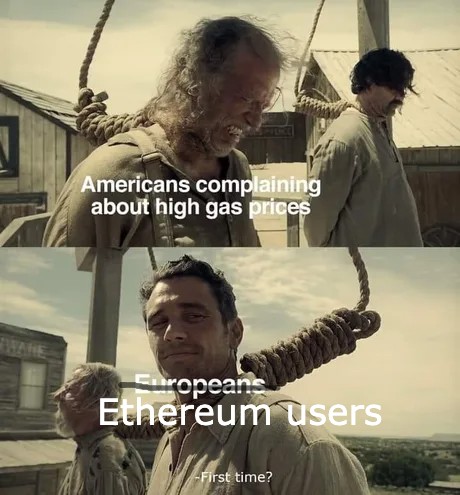 Americans complaining
about high gas prices
Europeans
Ethereum users
-First time?